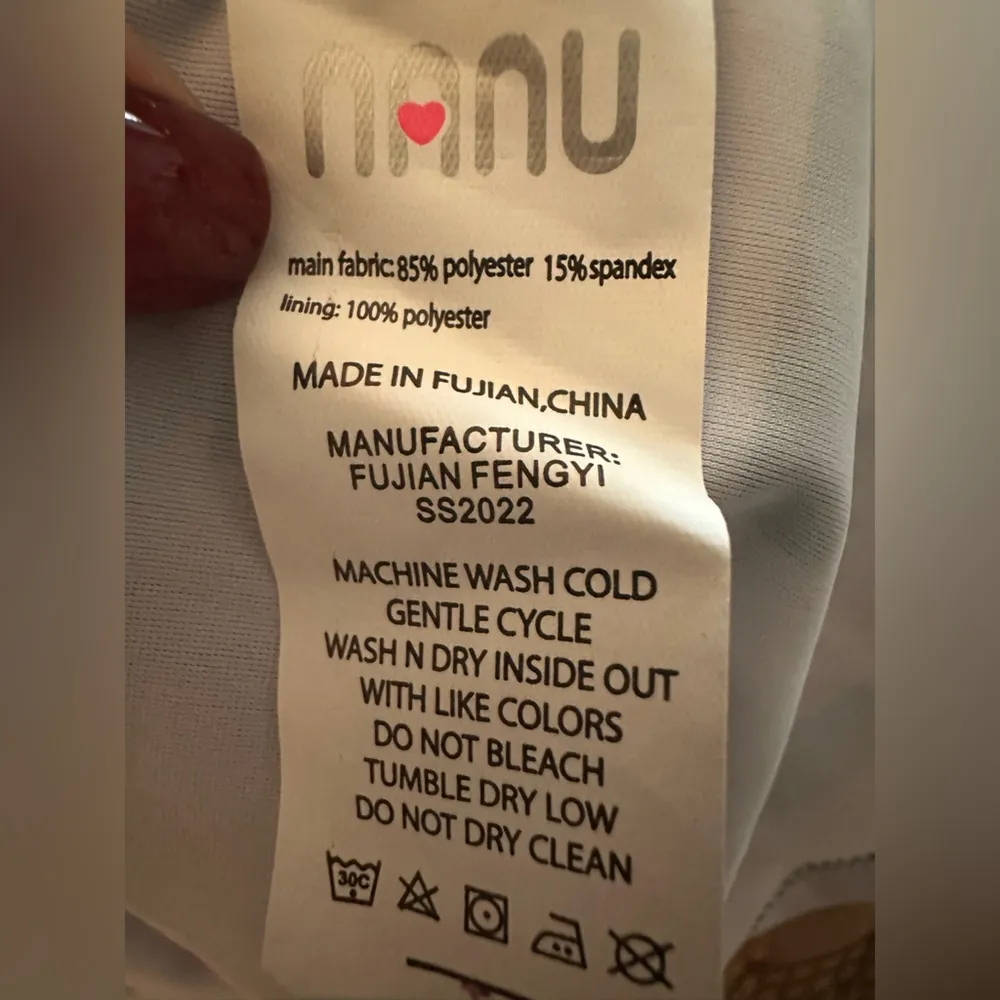 nanu
main fabric:85% polyester 15%spandex
lining: 100% polyester
MADE IN FUJIAN,CHINA
MANUFACTURER:
FUJIAN FENGYI
SS2022
MACHINE WASH COLD
GENTLE CYCLE
WASH N DRY INSIDE OUT
WITH LIKE COLORS
DO NOT BLEACH
TUMBLE DRY LOW
DO NOT DRY CLEAN
30C